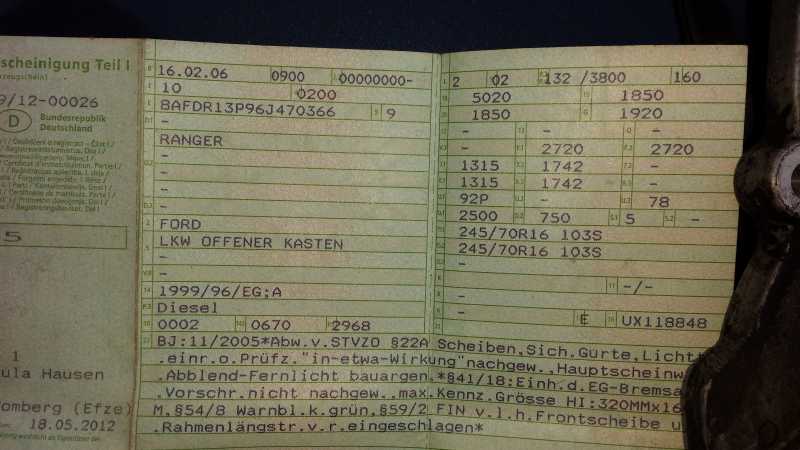 scheinigung Teil I
9/12-00026
D
Bundesrepublik
Deutschland
5
1
ula Hausen
omberg (Efze)
18.05.2012
16.02.06 0900 00000000-
10 0200
8AFDR13P96J470366 9
-
RANGER
-
-
-
-
FORD
LKW OFFENER KASTEN
-
-
1999/96/EG;A
Diesel
0002 0670 2968
2 02 132 /3800 160
5020 1850
1850 1920
- - -
- 2720 2720
1315 1742 -
1315 1742 -
92P - 78
2500 750 5 -
245/70R16 103S
245/70R16 103S
-
- -/-
-
- E UX118848
BJ:11/2005*Abw.v.STVZO §22A Scheiben,Sich.Gurte,Licht
.einr.o.Prüfz."in-etwa-Wirkung"nachgew..Hauptscheinw
.Abblend-Fernlicht bauartgen.*§41/18:Einh.d.EG-Bremsa
.Vorschr.nicht nachgew..max.Kennz.Grösse HI:320MMx16
M.§54/8 Warnbl.k.grün,§59/2 FIN v.l.h.Frontscheibe u
.Rahmenlängstr.v.r.eingeschlagen*